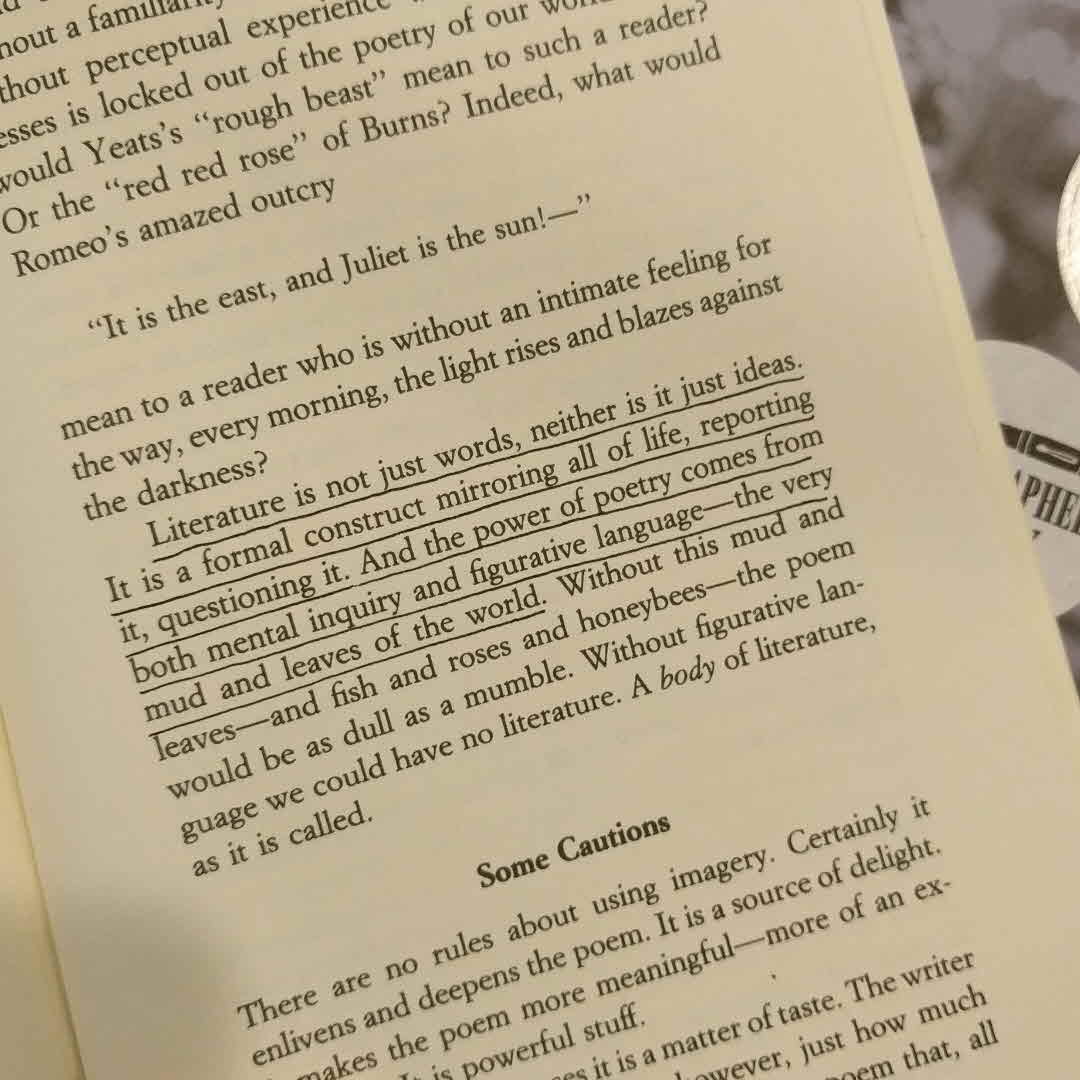 hout a familiarity
thout perceptual experience
esses is locked out of the poetry of our
would Yeats's "rough beast" mean to such a reader?
Or the "red red rose" of Burns? Indeed, what would
Romeo's amazed outcry
"It is the east, and Juliet is the sun!—"
mean to a reader who is without an intimate feeling for
the way, every morning, the light rises and blazes against
the darkness?
Literature is not just words, neither is it just ideas.
It is a formal construct mirroring all of life, reporting
it, questioning it. And the power of poetry comes from
both mental inquiry and figurative language—the very
mud and leaves of the world. Without this mud and
leaves—and fish and roses and honeybees—the poem
would be as dull as a mumble. Without figurative lan-
guage we could have no literature. A body of literature,
as it is called.
Some Cautions
There are no rules about using imagery. Certainly it
enlivens and deepens the poem. It is a source of delight.
makes the poem more meaningful—more of an ex-
is powerful stuff.
es it is a matter of taste. The writer
owever, just how much
poem that, all
APHE